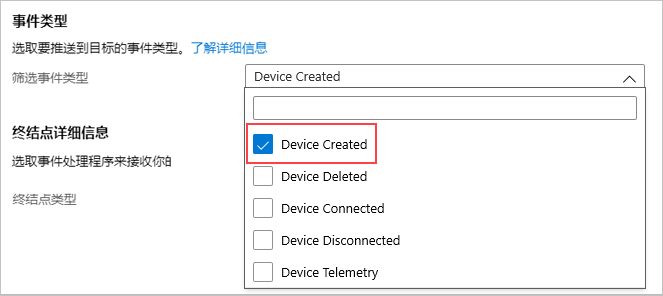 事件类型
选取要推送到目标的事件类型。了解详细信息
筛选事件类型
Device Created
Device Created
终结点详细信息
选取事件处理程序来接收你
Device Deleted
终结点类型
Device Connected
Device Disconnected
Device Telemetry